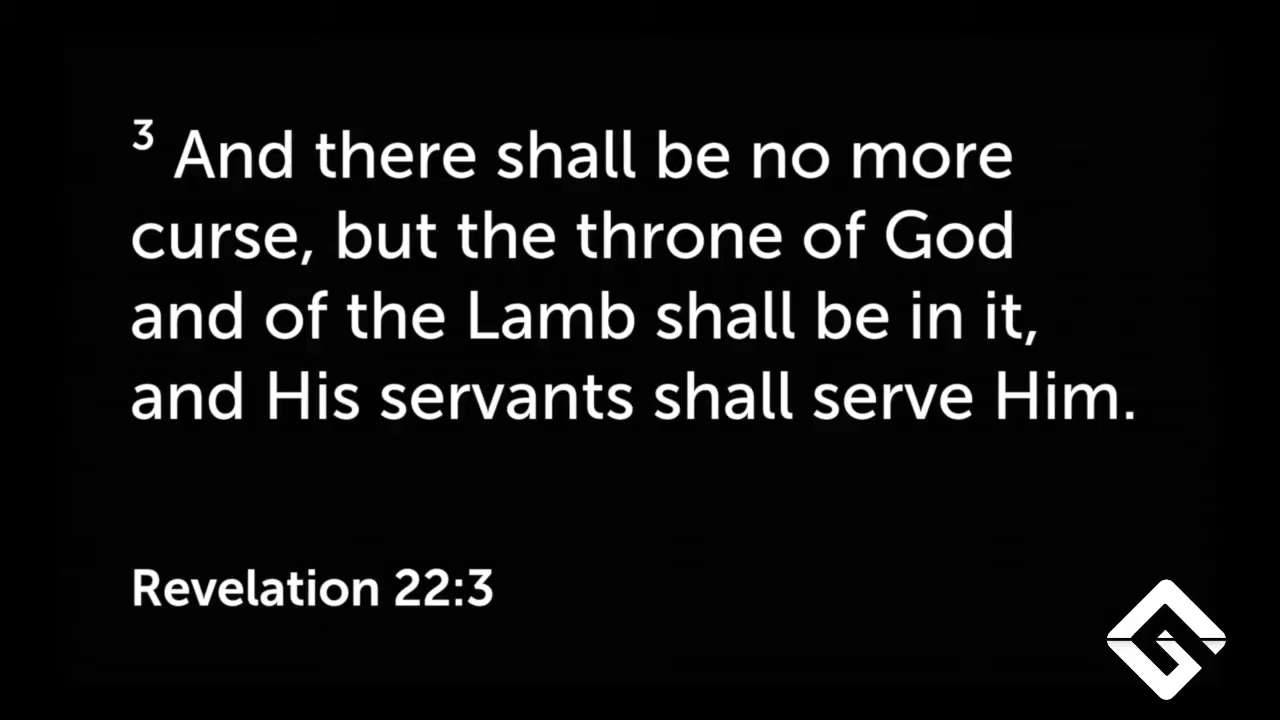 3 And there shall be no more
curse, but the throne of God
and of the Lamb shall be in it,
and His servants shall serve Him.
Revelation 22:3